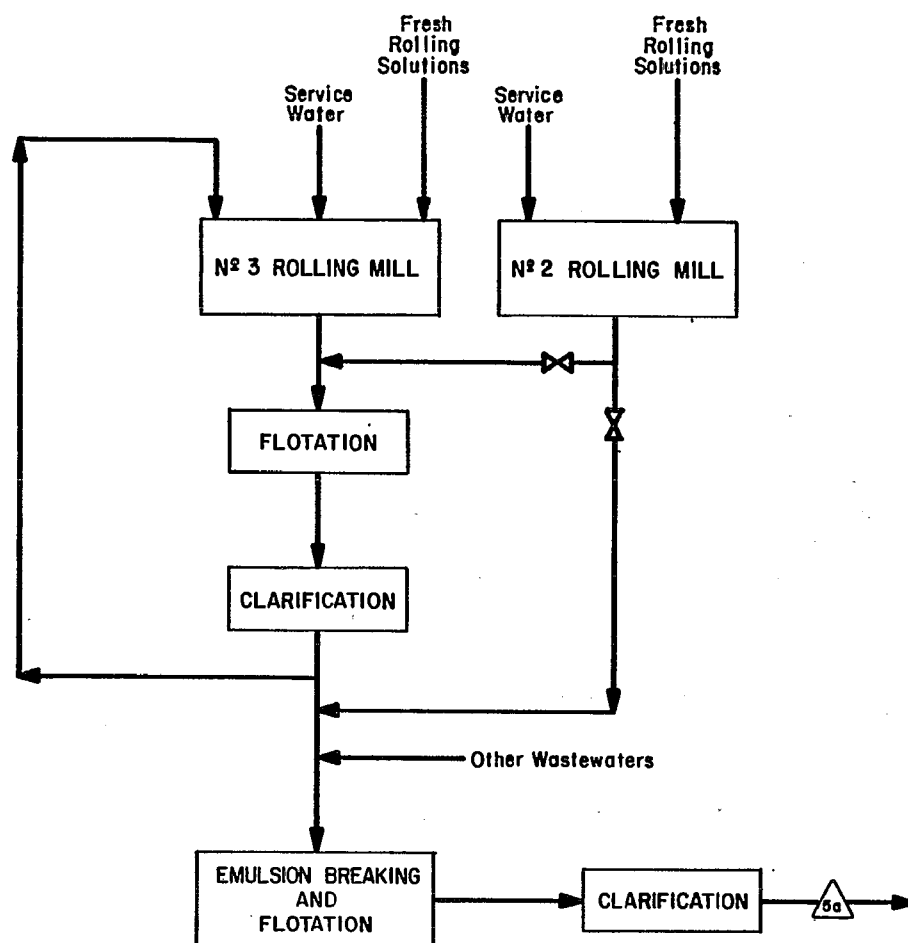 Fresh
Rolling
Solutions
Fresh
Rolling
Solutions
Service
Water
Service
Water
Nº 3 ROLLING MILL
Nº 2 ROLLING MILL
FLOTATION
CLARIFICATION
Other Wastewaters
EMULSION BREAKING
AND
FLOTATION
CLARIFICATION
5a